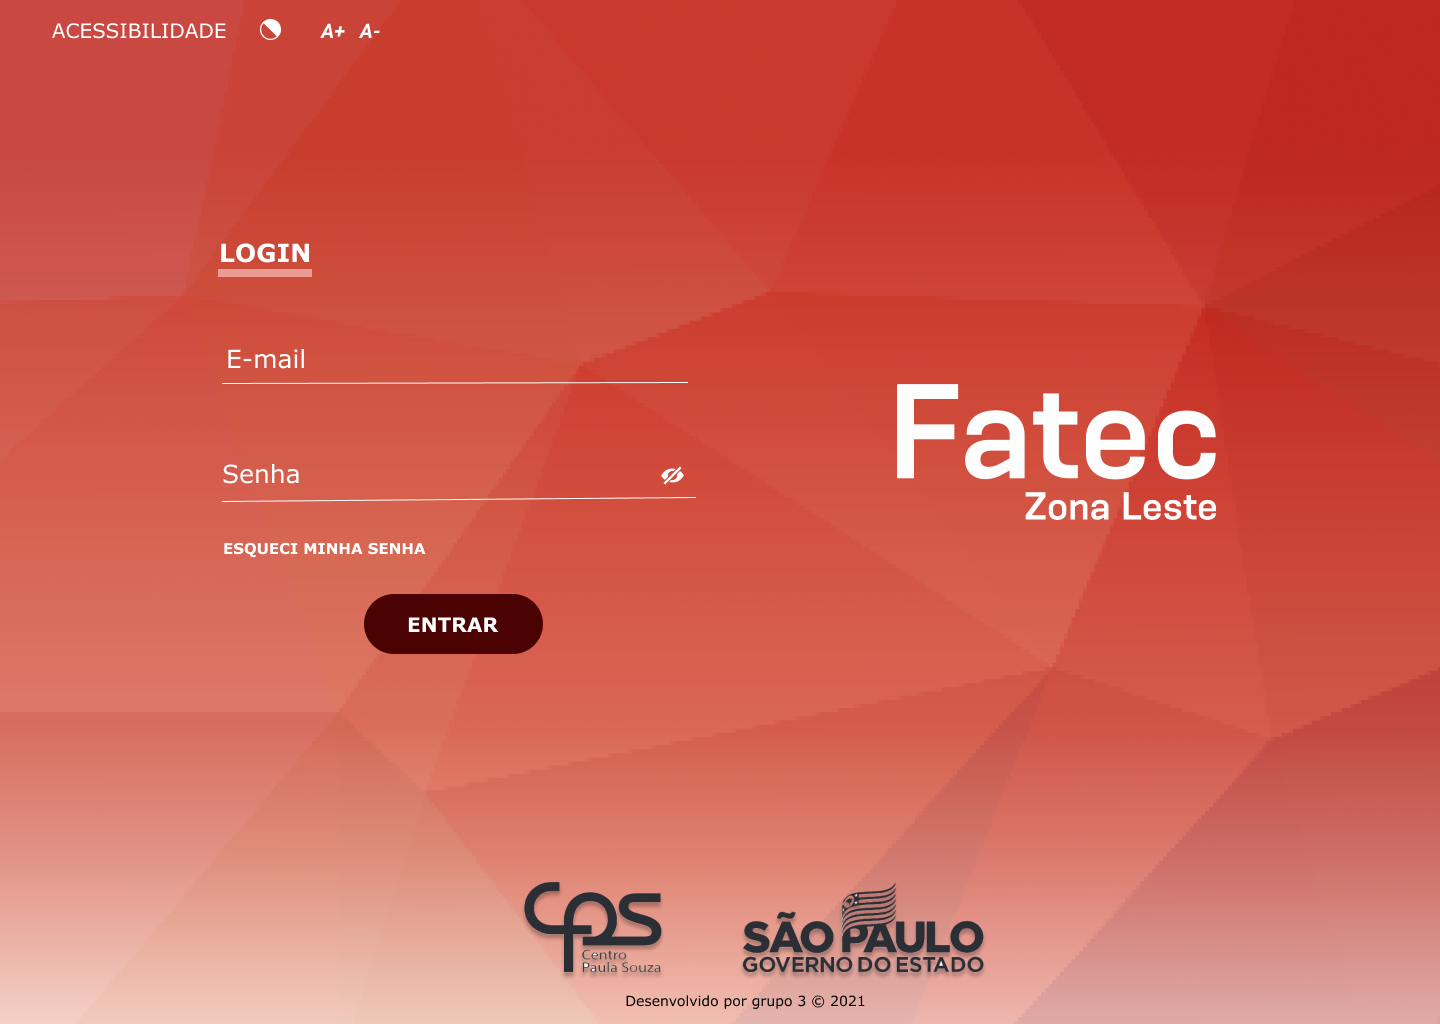 ACESSIBILIDADE A+ A-
LOGIN
E-mail
Senha
ESQUECI MINHA SENHA
ENTRAR
Fatec
Zona Leste
CPS
Centro
Paula Souza
SÃO PAULO
GOVERNO DO ESTADO
Desenvolvido por grupo 3 © 2021